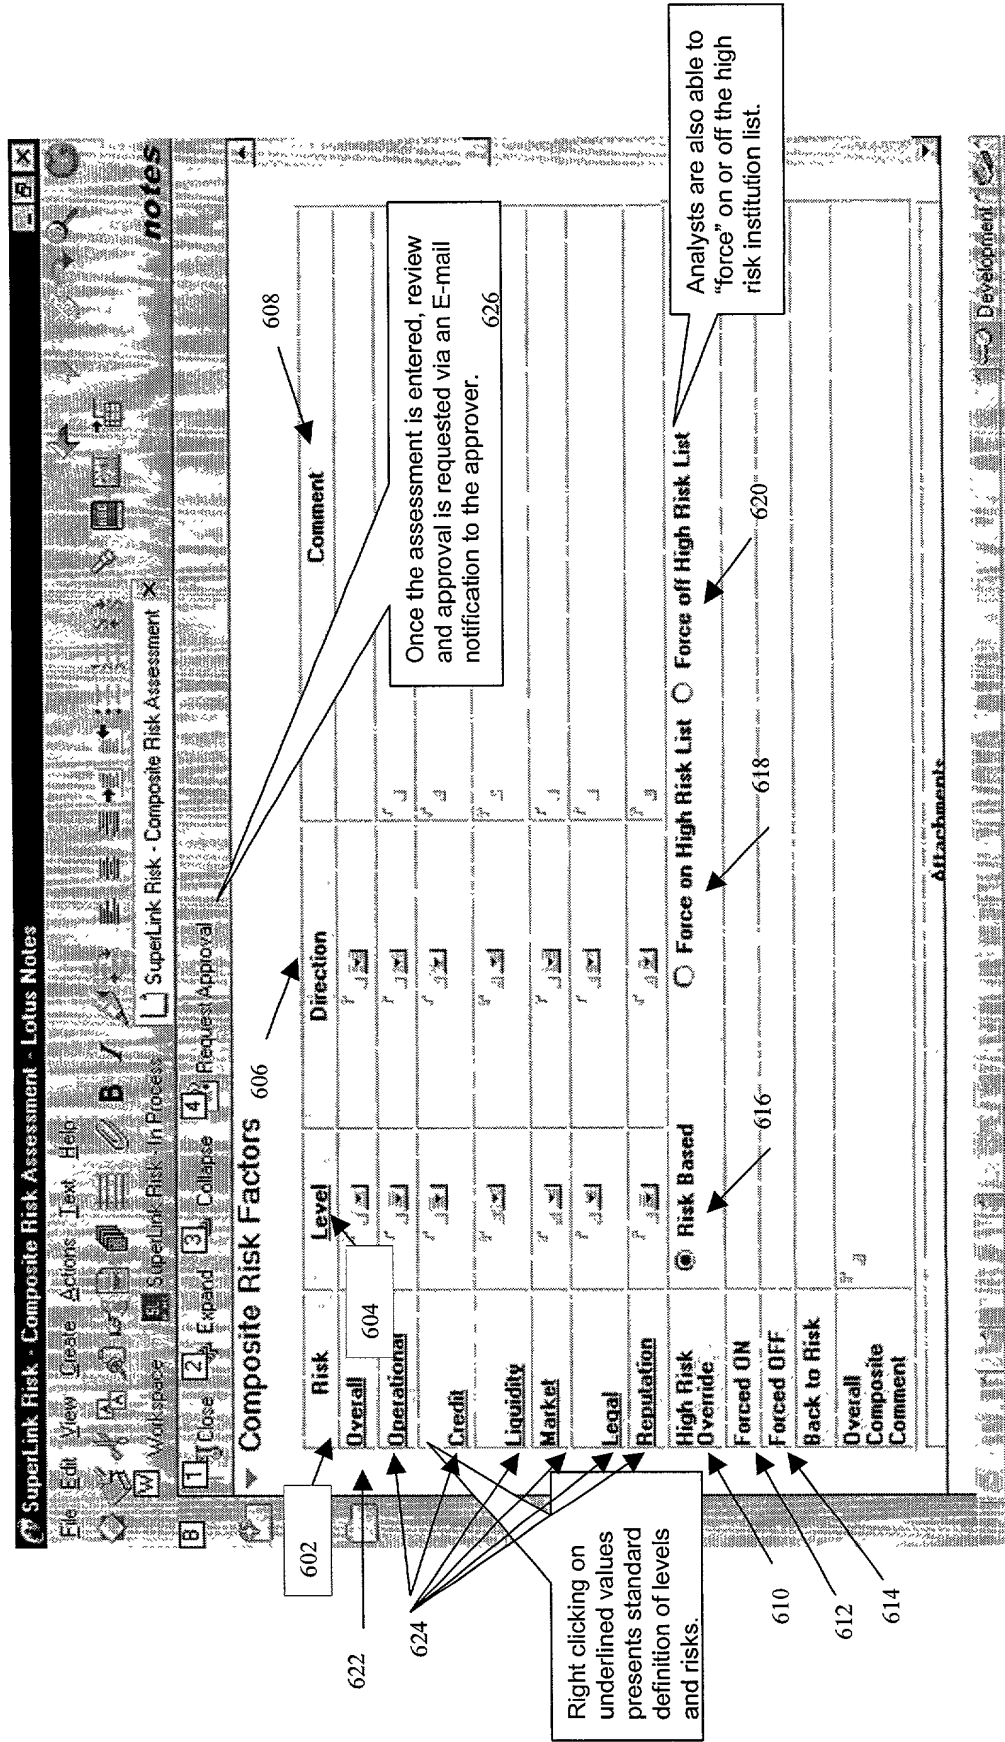 SuperLink Risk - Composite Risk Assessment - Lotus Notes
File Edit View Create Actions Text Help
B I
notes
W Workspace
SuperLink Risk - In Process
SuperLink Risk - Composite Risk Assessment
B
1 Close 2 Expand 3 Collapse 4 Request Approval
Composite Risk Factors
606
608
Risk Level Direction Comment
602
604
Overall
Operational
Credit
Liquidity
Market
Legal
Reputation
High Risk Override
Risk Based
Force on High Risk List
Force off High Risk List
Forced ON
Forced OFF
Back to Risk
Overall
Composite
Comment
Attachments
Development
Once the assessment is entered, review
and approval is requested via an E-mail
notification to the approver.
626
Analysts are also able to
"force" on or off the high
risk institution list.
Right clicking on
underlined values
presents standard
definition of levels
and risks.
622
624
610
612
614
616
618
620